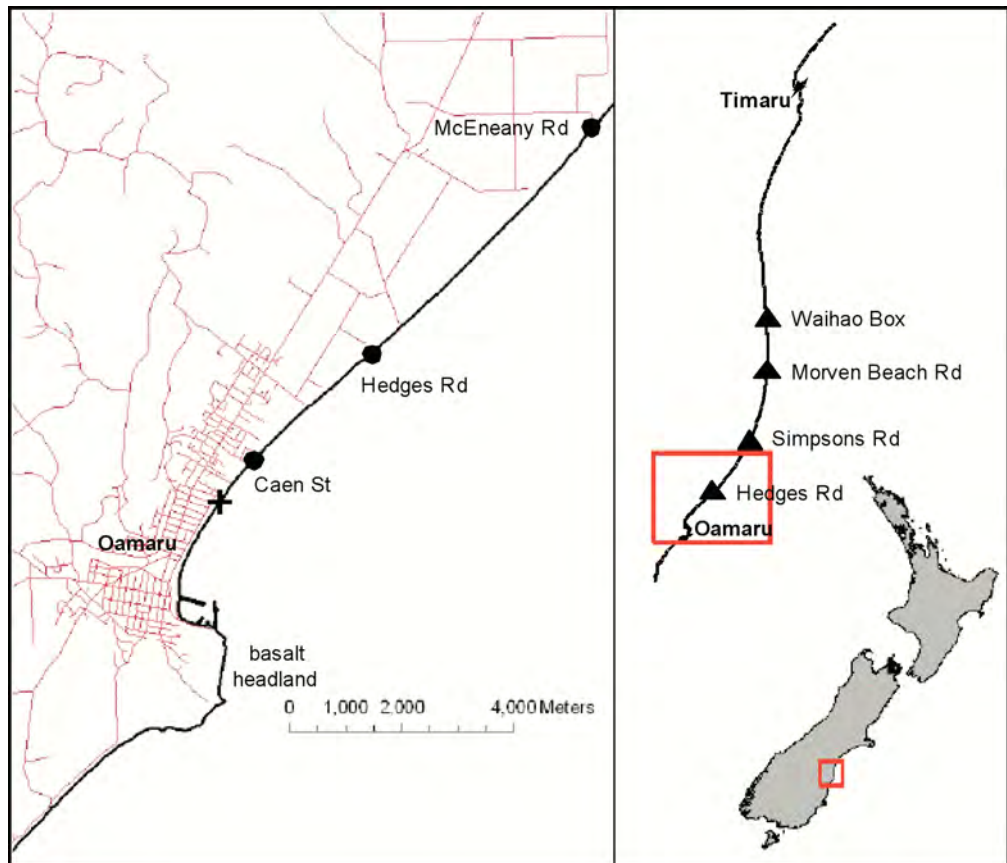 McEneany Rd
Hedges Rd
Caen St
Oamaru
basalt
headland
0 1,000 2,000 4,000 Meters
Timaru
Waihao Box
Morven Beach Rd
Simpsons Rd
Hedges Rd
Oamaru